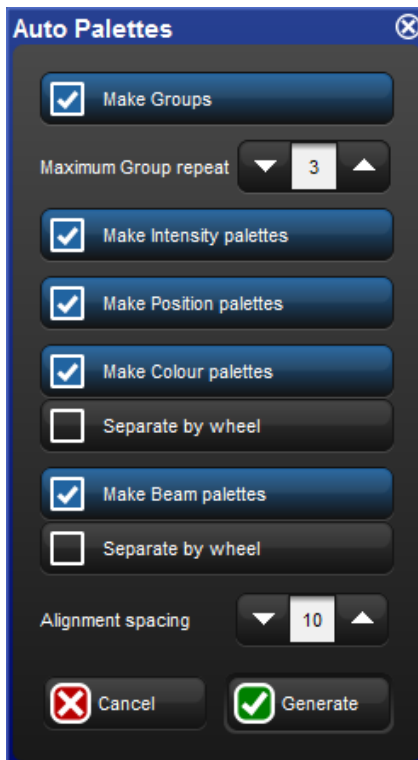 Auto Palettes
Make Groups
Maximum Group repeat 3
Make Intensity palettes
Make Position palettes
Make Colour palettes
Separate by wheel
Make Beam palettes
Separate by wheel
Alignment spacing 10
Cancel Generate